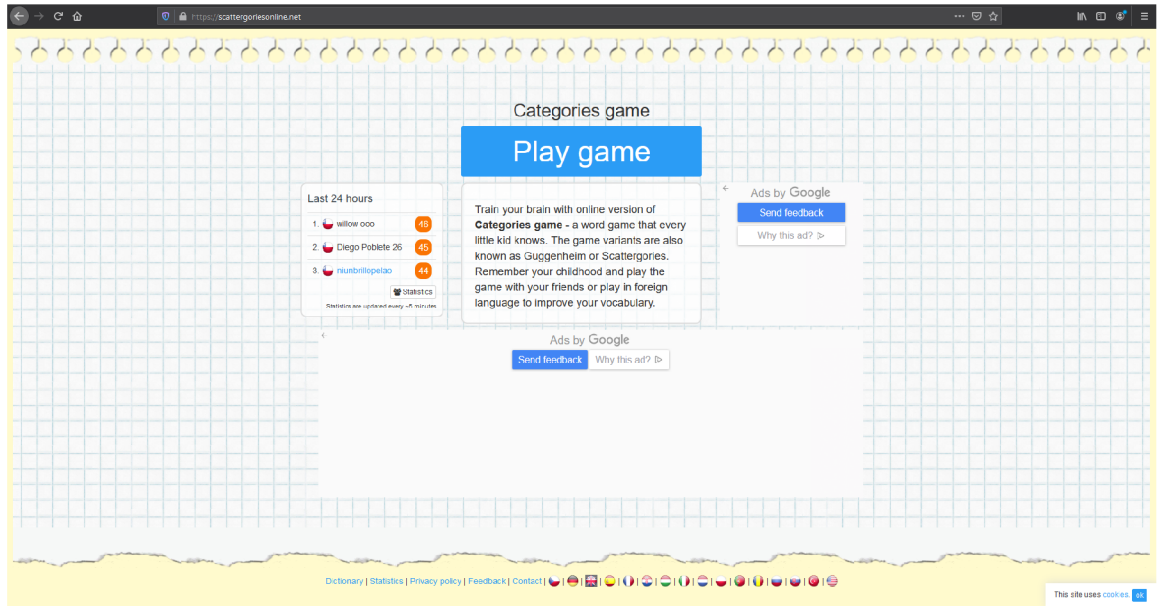 https://scattergoriesonline.net
Categories game
Play game
Last 24 hours
1. willow ooo 48
2. Diego Poblete 26 45
3. niunbrillopelao 44
Statistics
Statistics are updated every ~5 minutes
Train your brain with online version of
Categories game - a word game that every
little kid knows. The game variants are also
known as Guggenheim or Scattergories.
Remember your childhood and play the
game with your friends or play in foreign
language to improve your vocabulary.
Ads by Google
Send feedback
Why this ad?
Ads by Google
Send feedback Why this ad?
Dictionary | Statistics | Privacy policy | Feedback | Contact |
This site uses cookies. ok